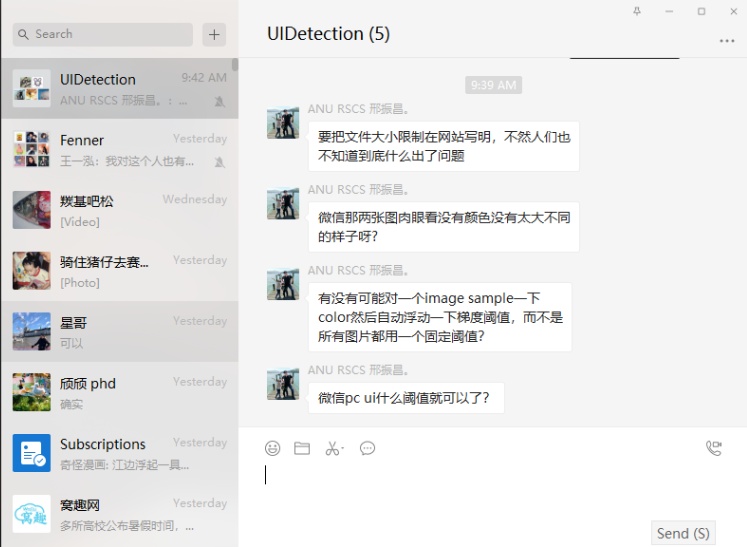 Search
UIDetection
9:42 AM
ANU RSCS 邢振昌。: ...
Fenner
Yesterday
王一泓: 我对这个人也有...
羰基吧松
Wednesday
[Video]
骑住猪仔去赛...
Yesterday
[Photo]
星哥
Yesterday
可以
颀颀 phd
Yesterday
确实
Subscriptions
Yesterday
奇怪漫画: 江边浮起一具...
窝趣
窝趣网
Yesterday
多所高校公布暑假时间，...
UIDetection (5)
9:39 AM
ANU RSCS 邢振昌。
要把文件大小限制在网站写明，不然人们也
不知道到底什么出了问题
ANU RSCS 邢振昌。
微信那两张图肉眼看没有颜色没有太大不同
的样子呀?
ANU RSCS 邢振昌。
有没有可能对一个image sample一下
color然后自动浮动一下梯度阈值，而不是
所有图片都用一个固定阈值?
ANU RSCS 邢振昌。
微信pc ui什么阈值就可以了?
Send (S)